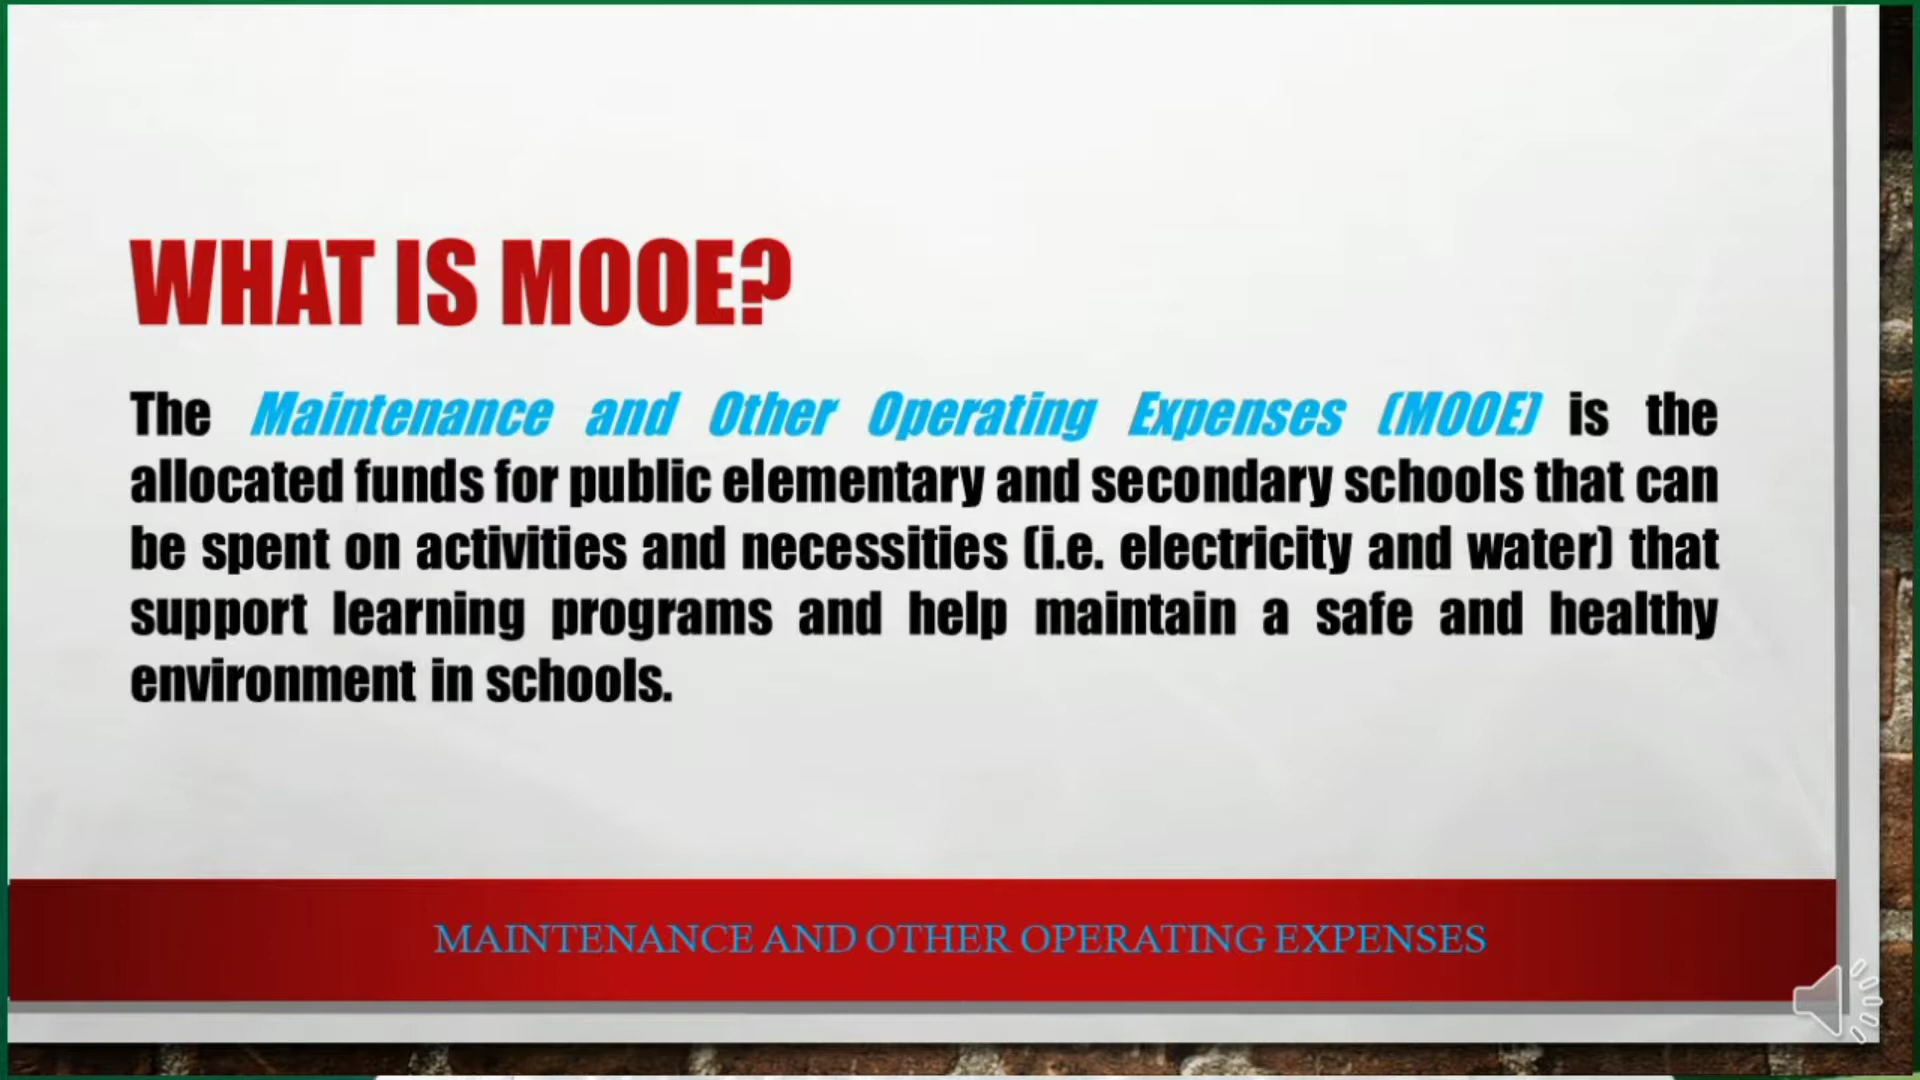 WHAT IS MOOE?
The Maintenance and Other Operating Expenses (MOOE) is the
allocated funds for public elementary and secondary schools that can
be spent on activities and necessities (i.e. electricity and water) that
support learning programs and help maintain a safe and healthy
environment in schools.
MAINTENANCE AND OTHER OPERATING EXPENSES